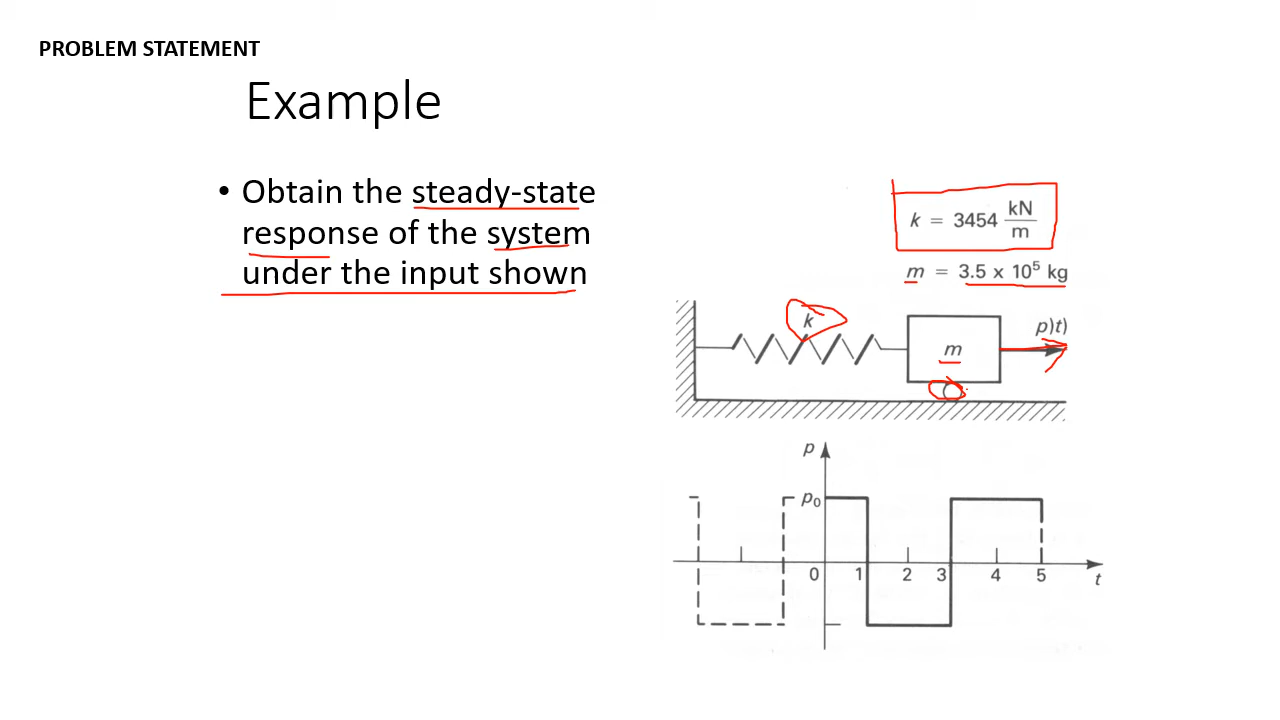 PROBLEM STATEMENT
Example
• Obtain the steady-state
response of the system
under the input shown
k = 3454 kN/m
m = 3.5 x 10⁵ kg
k
m
p)t)
p
p₀
0 1 2 3 4 5 t